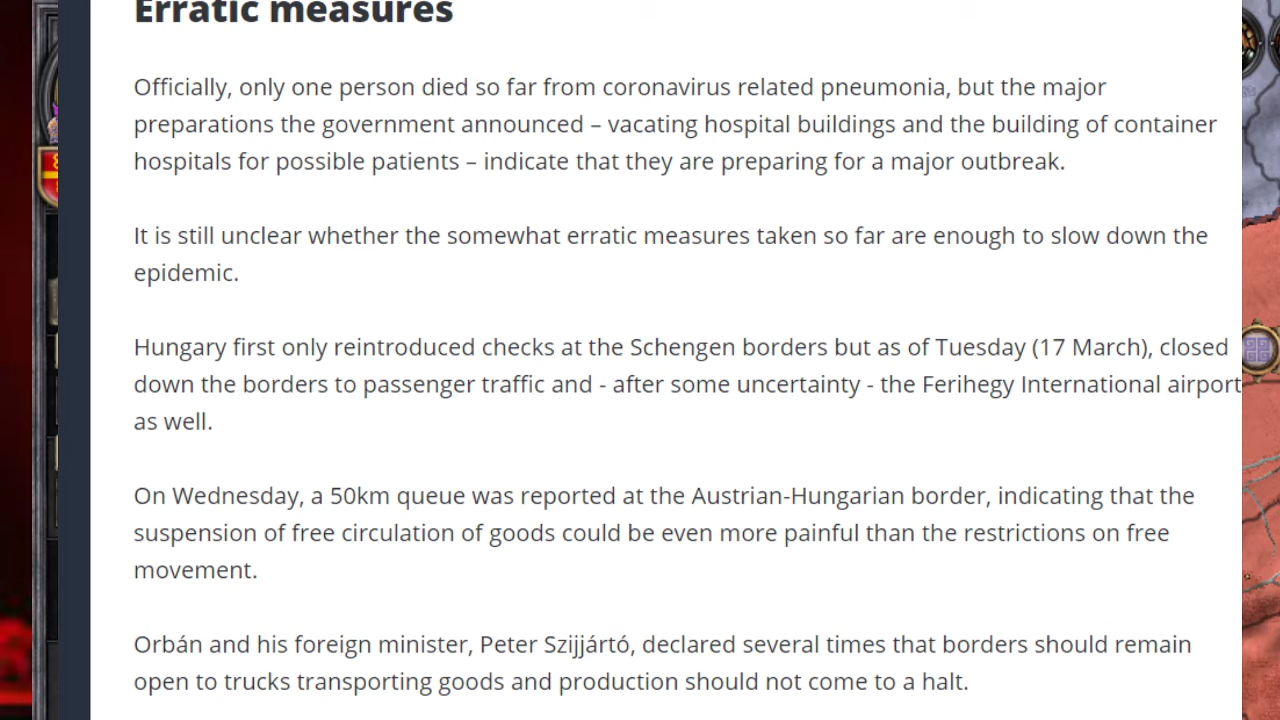 Erratic measures
Officially, only one person died so far from coronavirus related pneumonia, but the major
preparations the government announced – vacating hospital buildings and the building of container
hospitals for possible patients – indicate that they are preparing for a major outbreak.
It is still unclear whether the somewhat erratic measures taken so far are enough to slow down the
epidemic.
Hungary first only reintroduced checks at the Schengen borders but as of Tuesday (17 March), closed
down the borders to passenger traffic and - after some uncertainty - the Ferihegy International airport
as well.
On Wednesday, a 50km queue was reported at the Austrian-Hungarian border, indicating that the
suspension of free circulation of goods could be even more painful than the restrictions on free
movement.
Orbán and his foreign minister, Peter Szijjártó, declared several times that borders should remain
open to trucks transporting goods and production should not come to a halt.